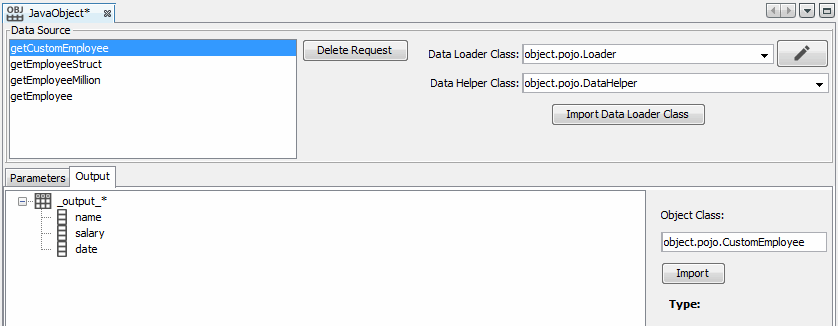 OBJ JavaObject*
Data Source
getCustomEmployee
getEmployeeStruct
getEmployeeMillion
getEmployee
Delete Request
Data Loader Class: object.pojo.Loader
Data Helper Class: object.pojo.DataHelper
Import Data Loader Class
Parameters Output
_output_*
name
salary
date
Object Class:
object.pojo.CustomEmployee
Import
Type: